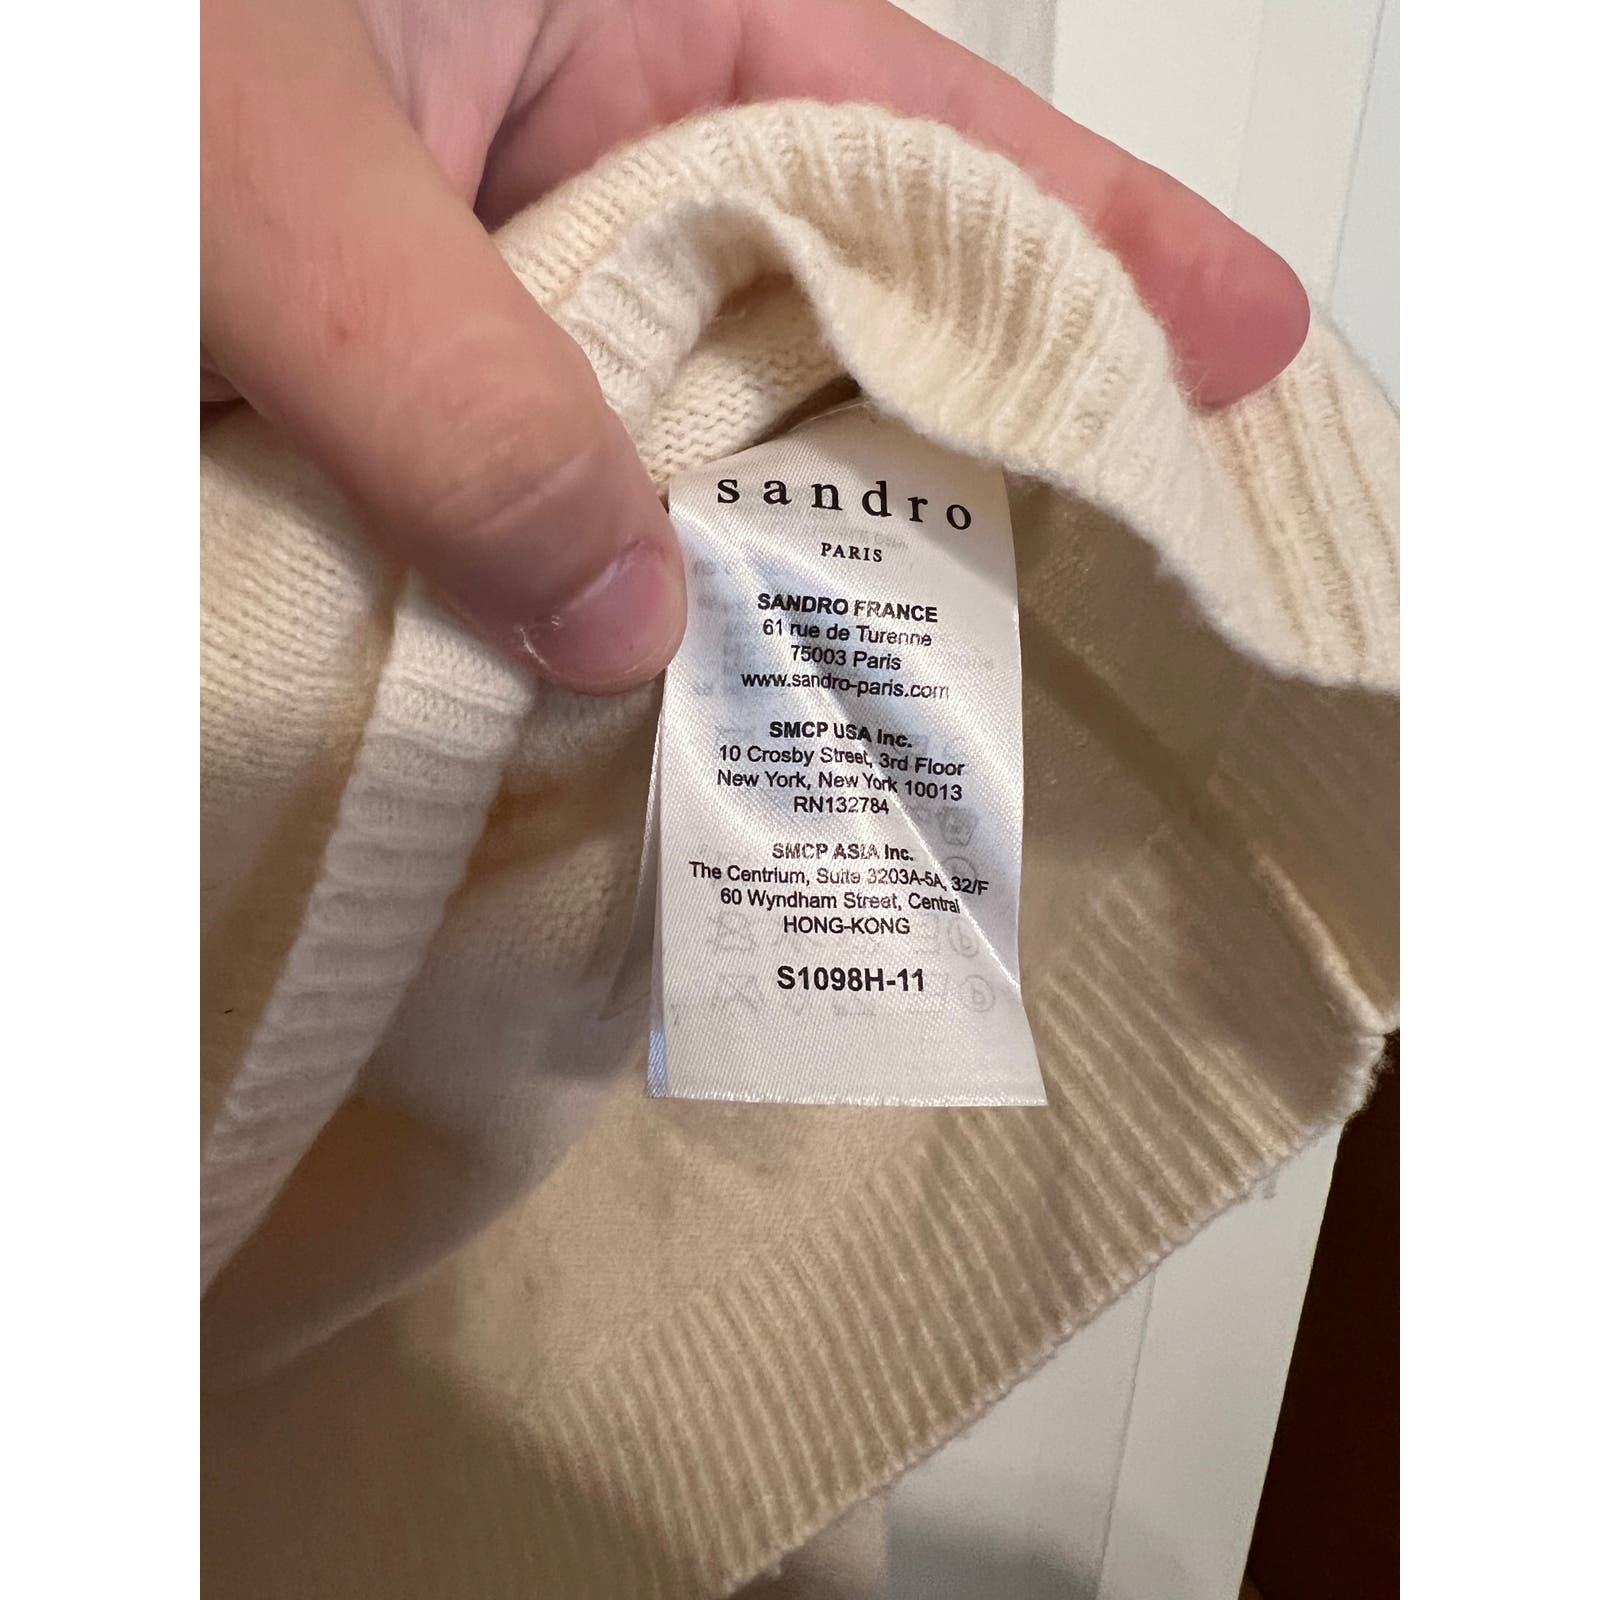 sandro
PARIS
SANDRO FRANCE
61 rue de Turenne
75003 Paris
www.sandro-paris.com
SMCP USA Inc.
10 Crosby Street, 3rd Floor
New York, New York 10013
RN132784
SMCP ASIA Inc.
The Centrium, Suite 3203A-5A, 32/F
60 Wyndham Street, Central
HONG-KONG
S1098H-11